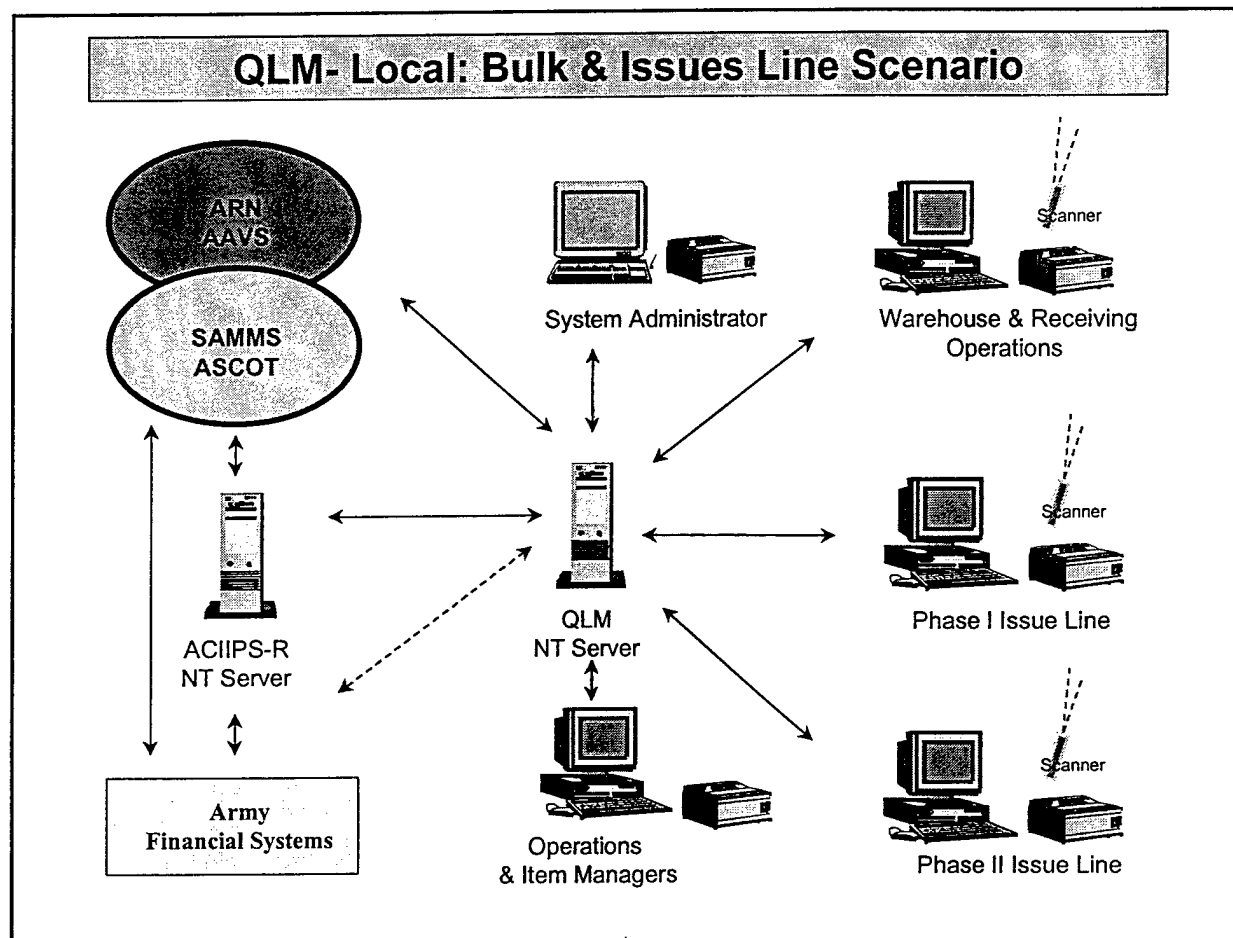 QLM- Local: Bulk & Issues Line Scenario
ARN
AAVS
SAMMS
ASCOT
System Administrator
Scanner
Warehouse & Receiving
Operations
ACIIPS-R
NT Server
QLM
NT Server
Scanner
Phase I Issue Line
Army
Financial Systems
Operations
& Item Managers
Scanner
Phase II Issue Line